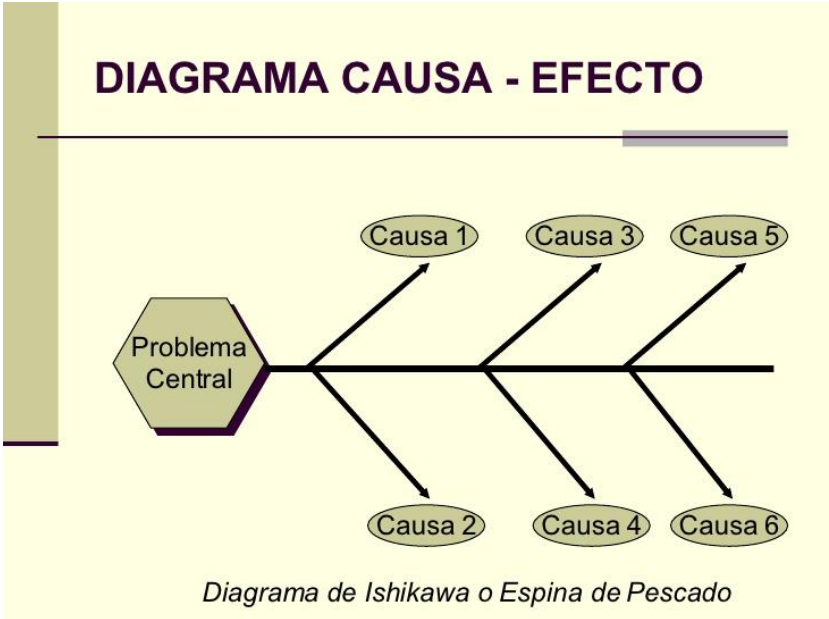 DIAGRAMA CAUSA - EFECTO
Causa 1
Causa 3
Causa 5
Problema
Central
Causa 2
Causa 4
Causa 6
Diagrama de Ishikawa o Espina de Pescado